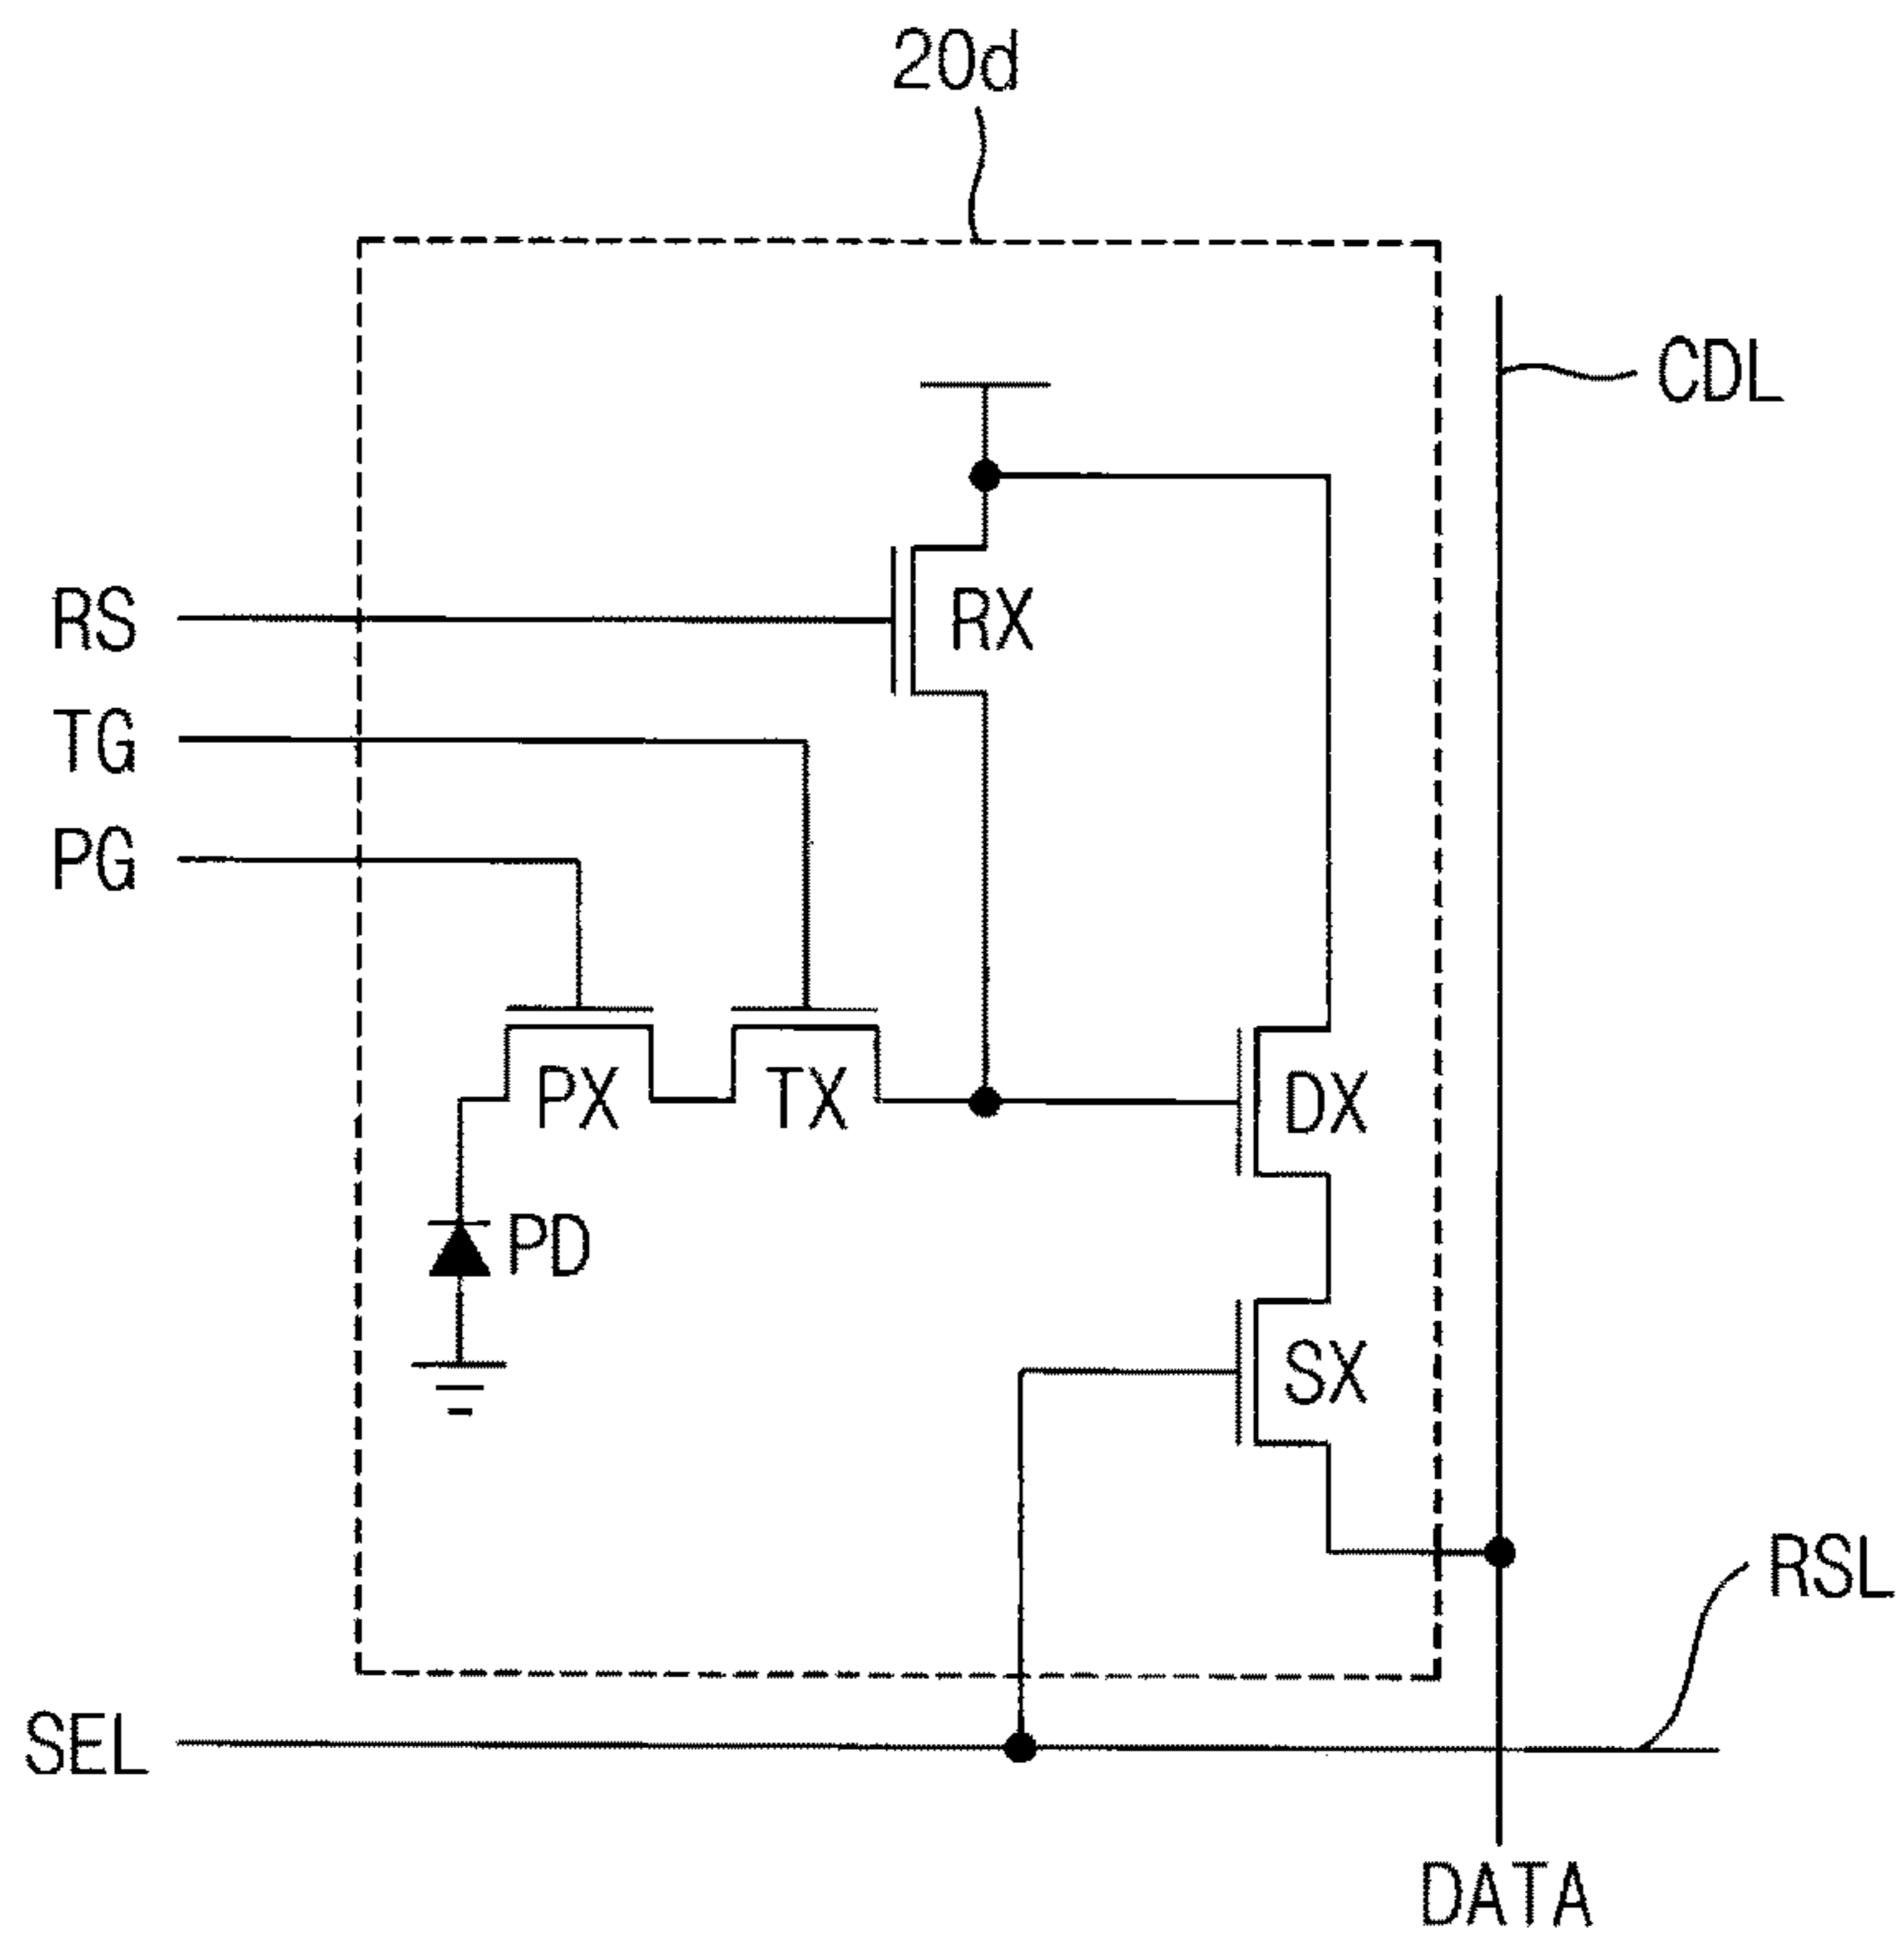 20d
CDL
RS
RX
TG
PG
PX
TX
DX
PD
SX
RSL
SEL
DATA